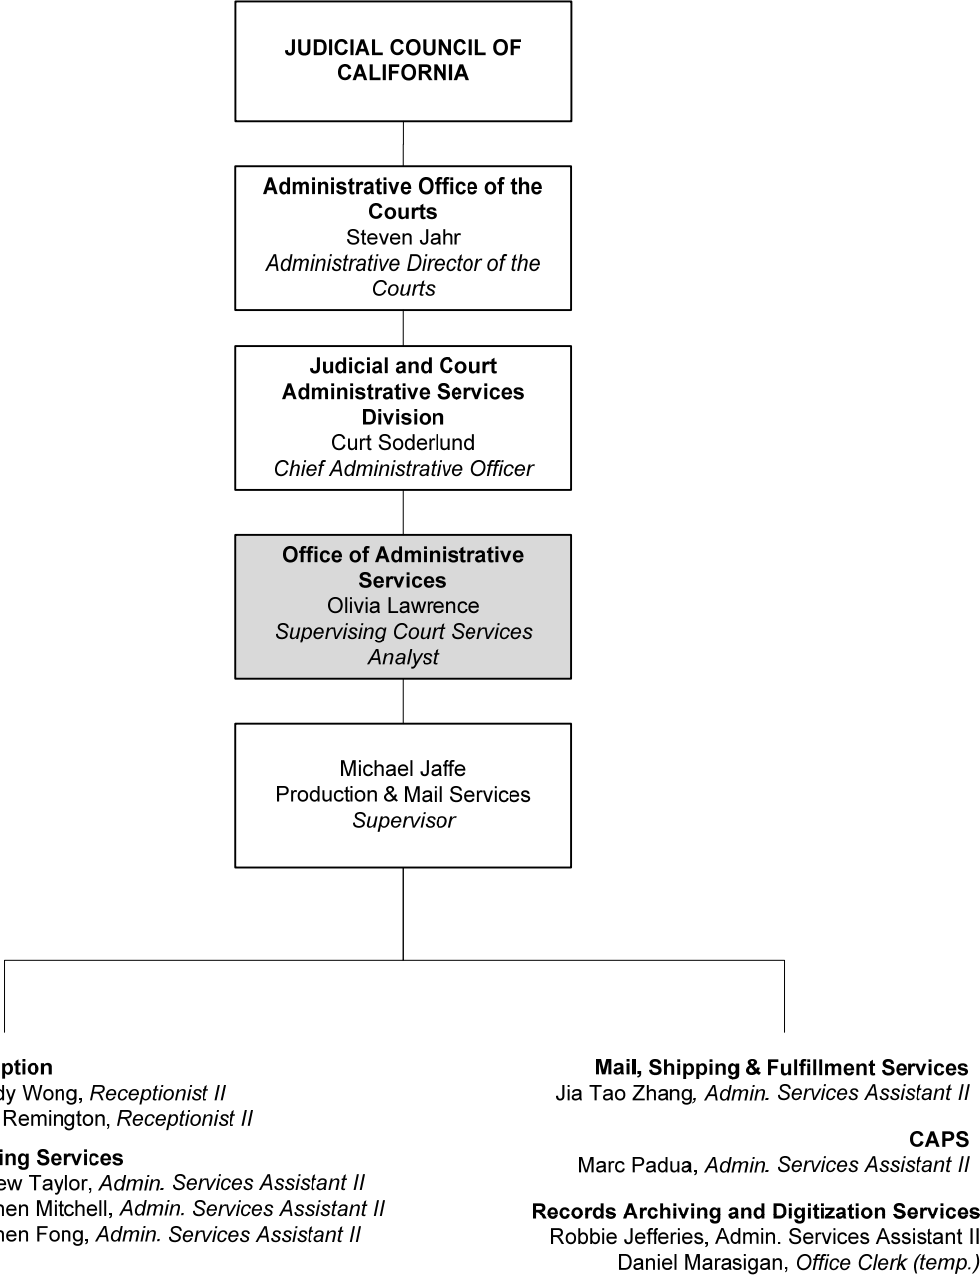 JUDICIAL COUNCIL OF
CALIFORNIA
Administrative Office of the
Courts
Steven Jahr
Administrative Director of the
Courts
Judicial and Court
Administrative Services
Division
Curt Soderlund
Chief Administrative Officer
Office of Administrative
Services
Olivia Lawrence
Supervising Court Services
Analyst
Michael Jaffe
Production & Mail Services
Supervisor
Wong, Receptionist II
Remington, Receptionist II
Services
Taylor, Admin. Services Assistant II
Mitchell, Admin. Services Assistant II
Fong, Admin. Services Assistant II
Mail, Shipping & Fulfillment Services
Jia Tao Zhang, Admin. Services Assistant II
CAPS
Marc Padua, Admin. Services Assistant II
Records Archiving and Digitization Services
Robbie Jefferies, Admin. Services Assistant II
Daniel Marasigan, Office Clerk (temp.)